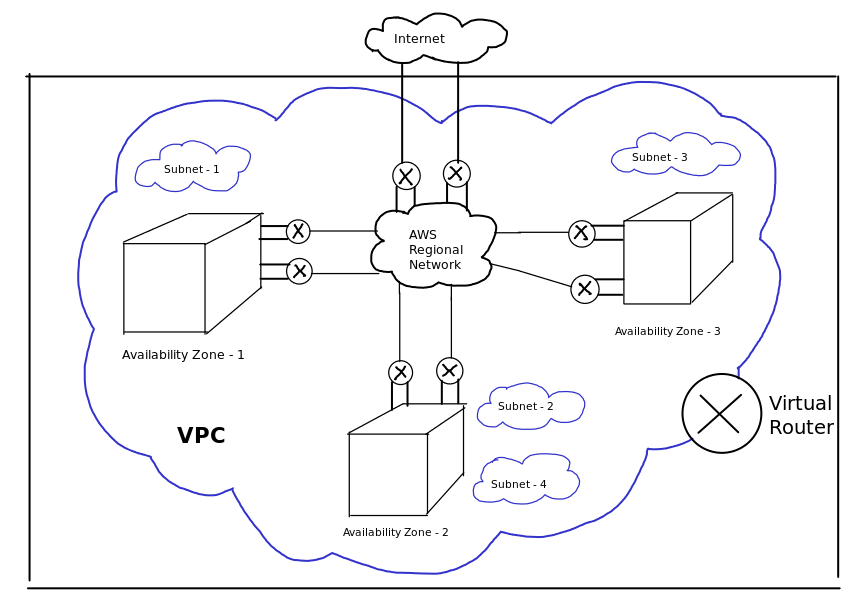 Internet
Subnet - 1
Subnet - 3
AWS
Regional
Network
Availability Zone - 3
Availability Zone - 1
Virtual
Router
Subnet - 2
VPC
Subnet - 4
Availability Zone - 2